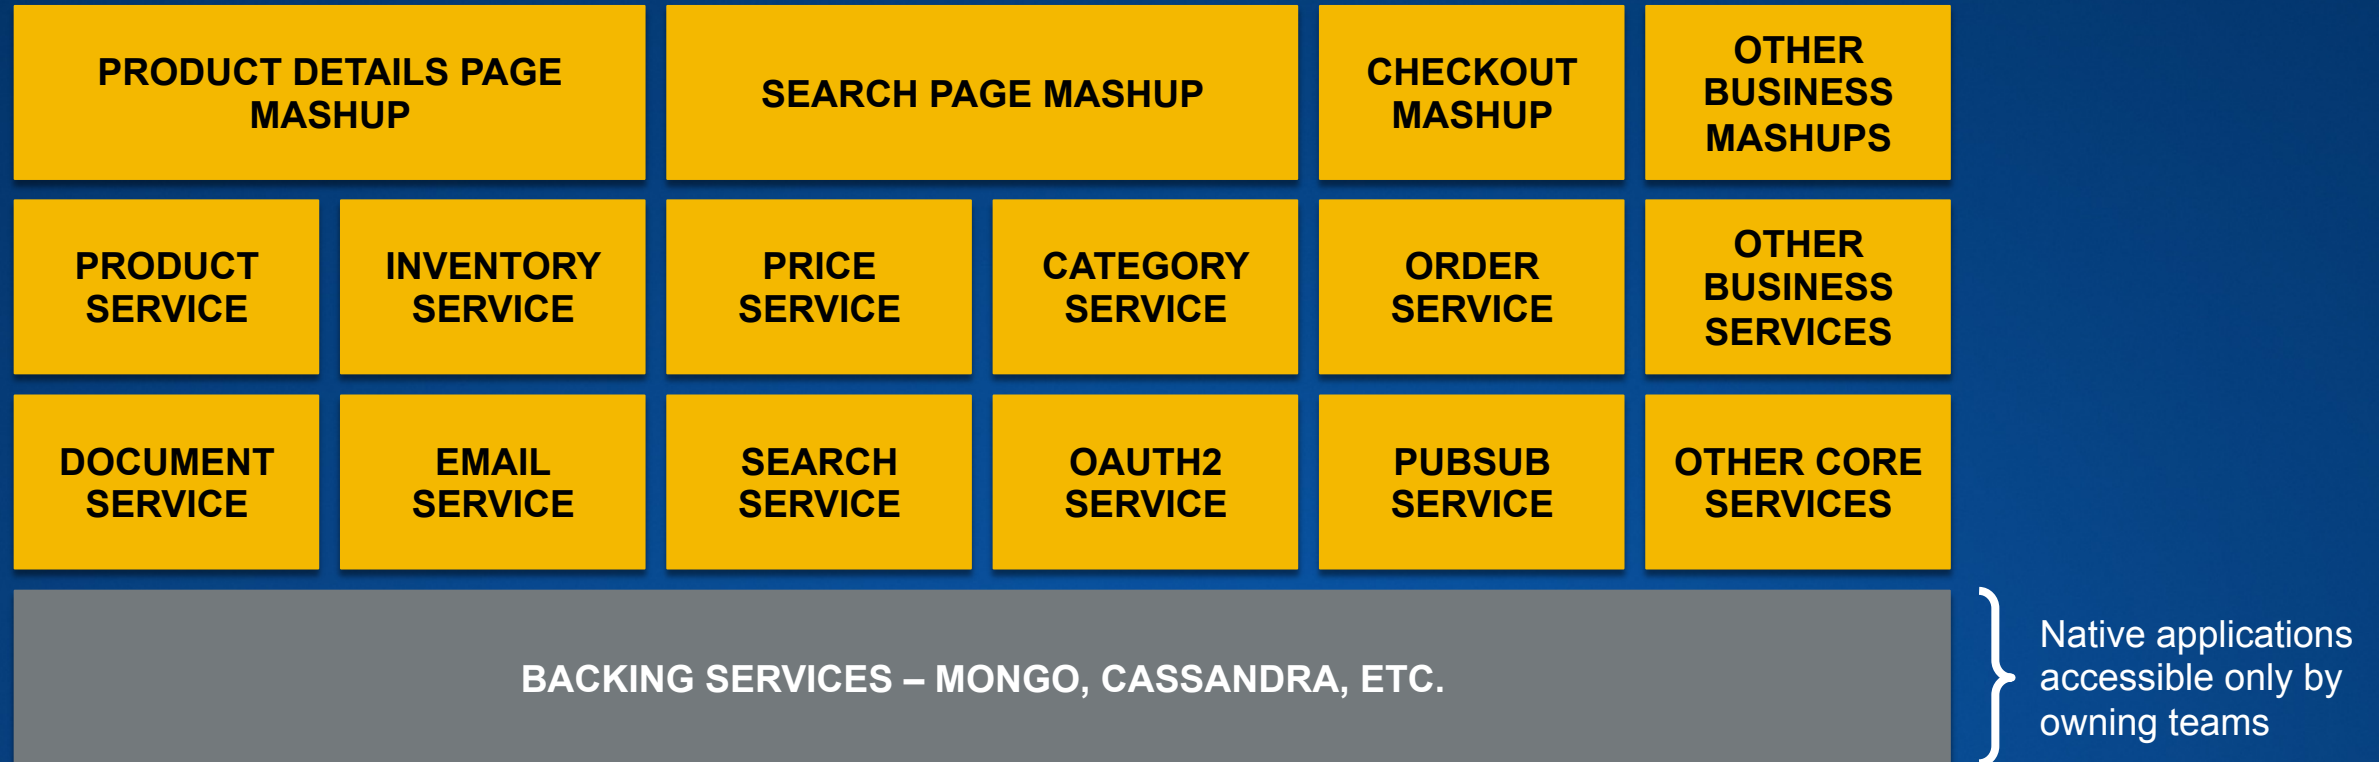 PRODUCT DETAILS PAGE
MASHUP
SEARCH PAGE MASHUP
CHECKOUT
MASHUP
OTHER
BUSINESS
MASHUPS
PRODUCT
SERVICE
INVENTORY
SERVICE
PRICE
SERVICE
CATEGORY
SERVICE
ORDER
SERVICE
OTHER
BUSINESS
SERVICES
DOCUMENT
SERVICE
EMAIL
SERVICE
SEARCH
SERVICE
OAUTH2
SERVICE
PUBSUB
SERVICE
OTHER CORE
SERVICES
BACKING SERVICES – MONGO, CASSANDRA, ETC.
Native applications
accessible only by
owning teams